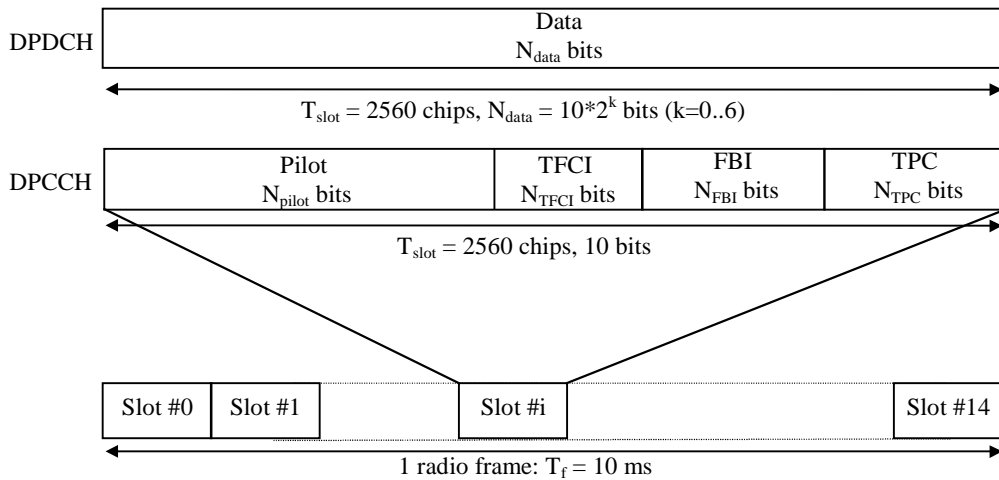 Data
DPDCH
N_data bits
T_slot = 2560 chips, N_data = 10*2^k bits (k=0..6)
Pilot TFCI FBI TPC
DPCCH
N_pilot bits N_TFCI bits N_FBI bits N_TPC bits
T_slot = 2560 chips, 10 bits
Slot #0 Slot #1 Slot #i Slot #14
1 radio frame: T_f = 10 ms